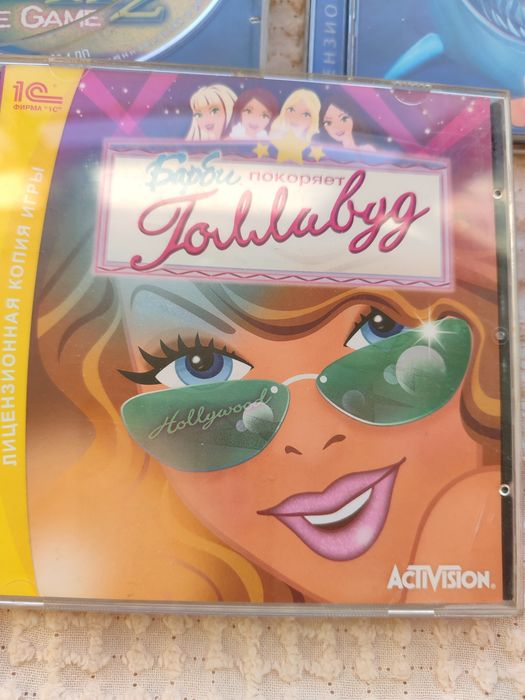 E GAME
2
1С
ФИРМА "1С"
ЛИЦЕНЗИОННАЯ КОПИЯ ИГРЫ
Барби
покоряет
Голливуд
Hollywood
ACTIVISION®